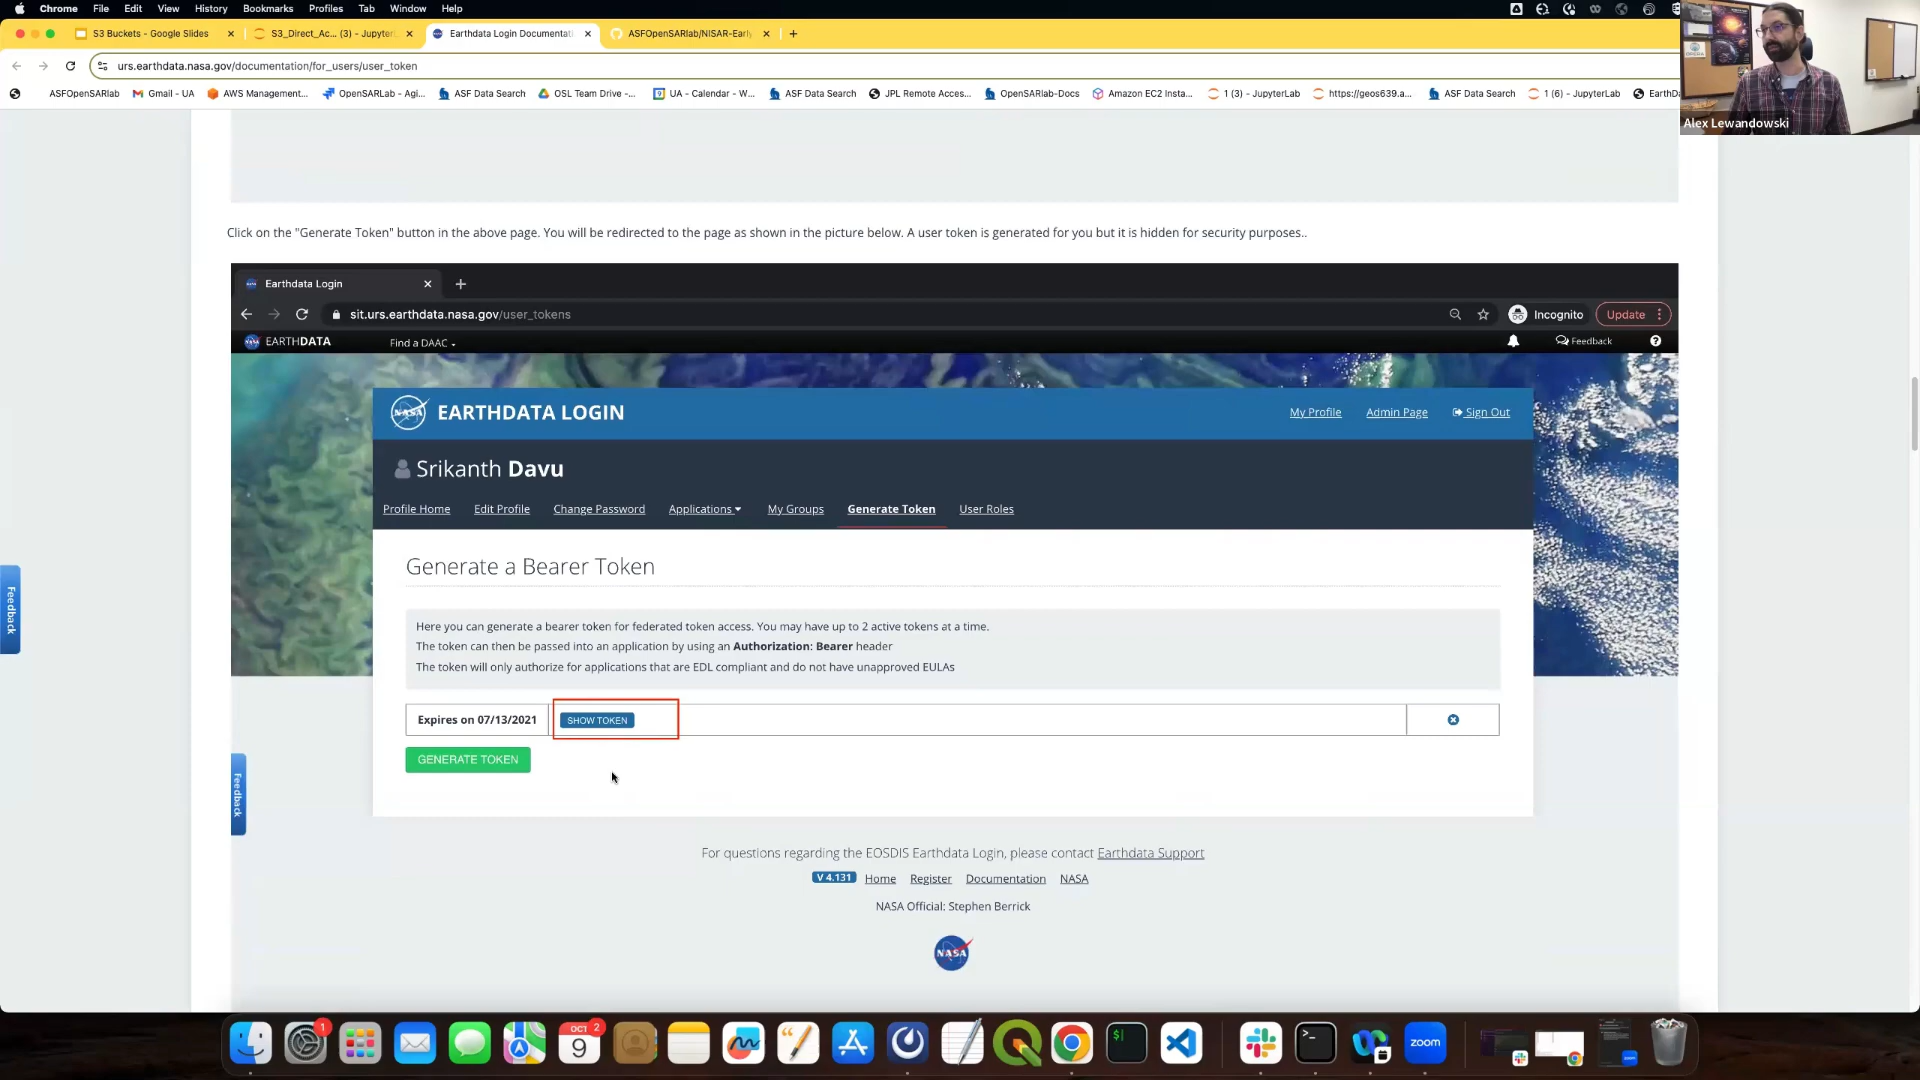 Chrome File Edit View History Bookmarks Profiles Tab Window Help
S3 Buckets - Google Slides
S3_Direct_Ac... (3) - Jupyter
Earthdata Login Documentat
ASFOpenSARlab/NISAR-Early
urs.earthdata.nasa.gov/documentation/for_users/user_token
ASFOpenSARlab Gmail - UA AWS Management... OpenSARLab - Agi... ASF Data Search OSL Team Drive -... UA - Calendar - W... ASF Data Search JPL Remote Acces... OpenSARlab-Docs Amazon EC2 Insta... 1 (3) - JupyterLab https://geos639.a... ASF Data Search 1 (6) - JupyterLab EarthDa
Alex Lewandowski
Click on the "Generate Token" button in the above page. You will be redirected to the page as shown in the picture below. A user token is generated for you but it is hidden for security purposes..
Earthdata Login
sit.urs.earthdata.nasa.gov/user_tokens
Incognito
Update
EARTHDATA
Find a DAAC
Feedback
NASA
EARTHDATA LOGIN
My Profile Admin Page Sign Out
Srikanth Davu
Profile Home Edit Profile Change Password Applications My Groups Generate Token User Roles
Generate a Bearer Token
Here you can generate a bearer token for federated token access. You may have up to 2 active tokens at a time.
The token can then be passed into an application by using an Authorization: Bearer header
The token will only authorize for applications that are EDL compliant and do not have unapproved EULAs
Expires on 07/13/2021
SHOW TOKEN
GENERATE TOKEN
Feedback
Feedback
For questions regarding the EOSDIS Earthdata Login, please contact Earthdata Support
V 4.131 Home Register Documentation NASA
NASA Official: Stephen Berrick
NASA
1
OCT
2
9
$
>_
zoom